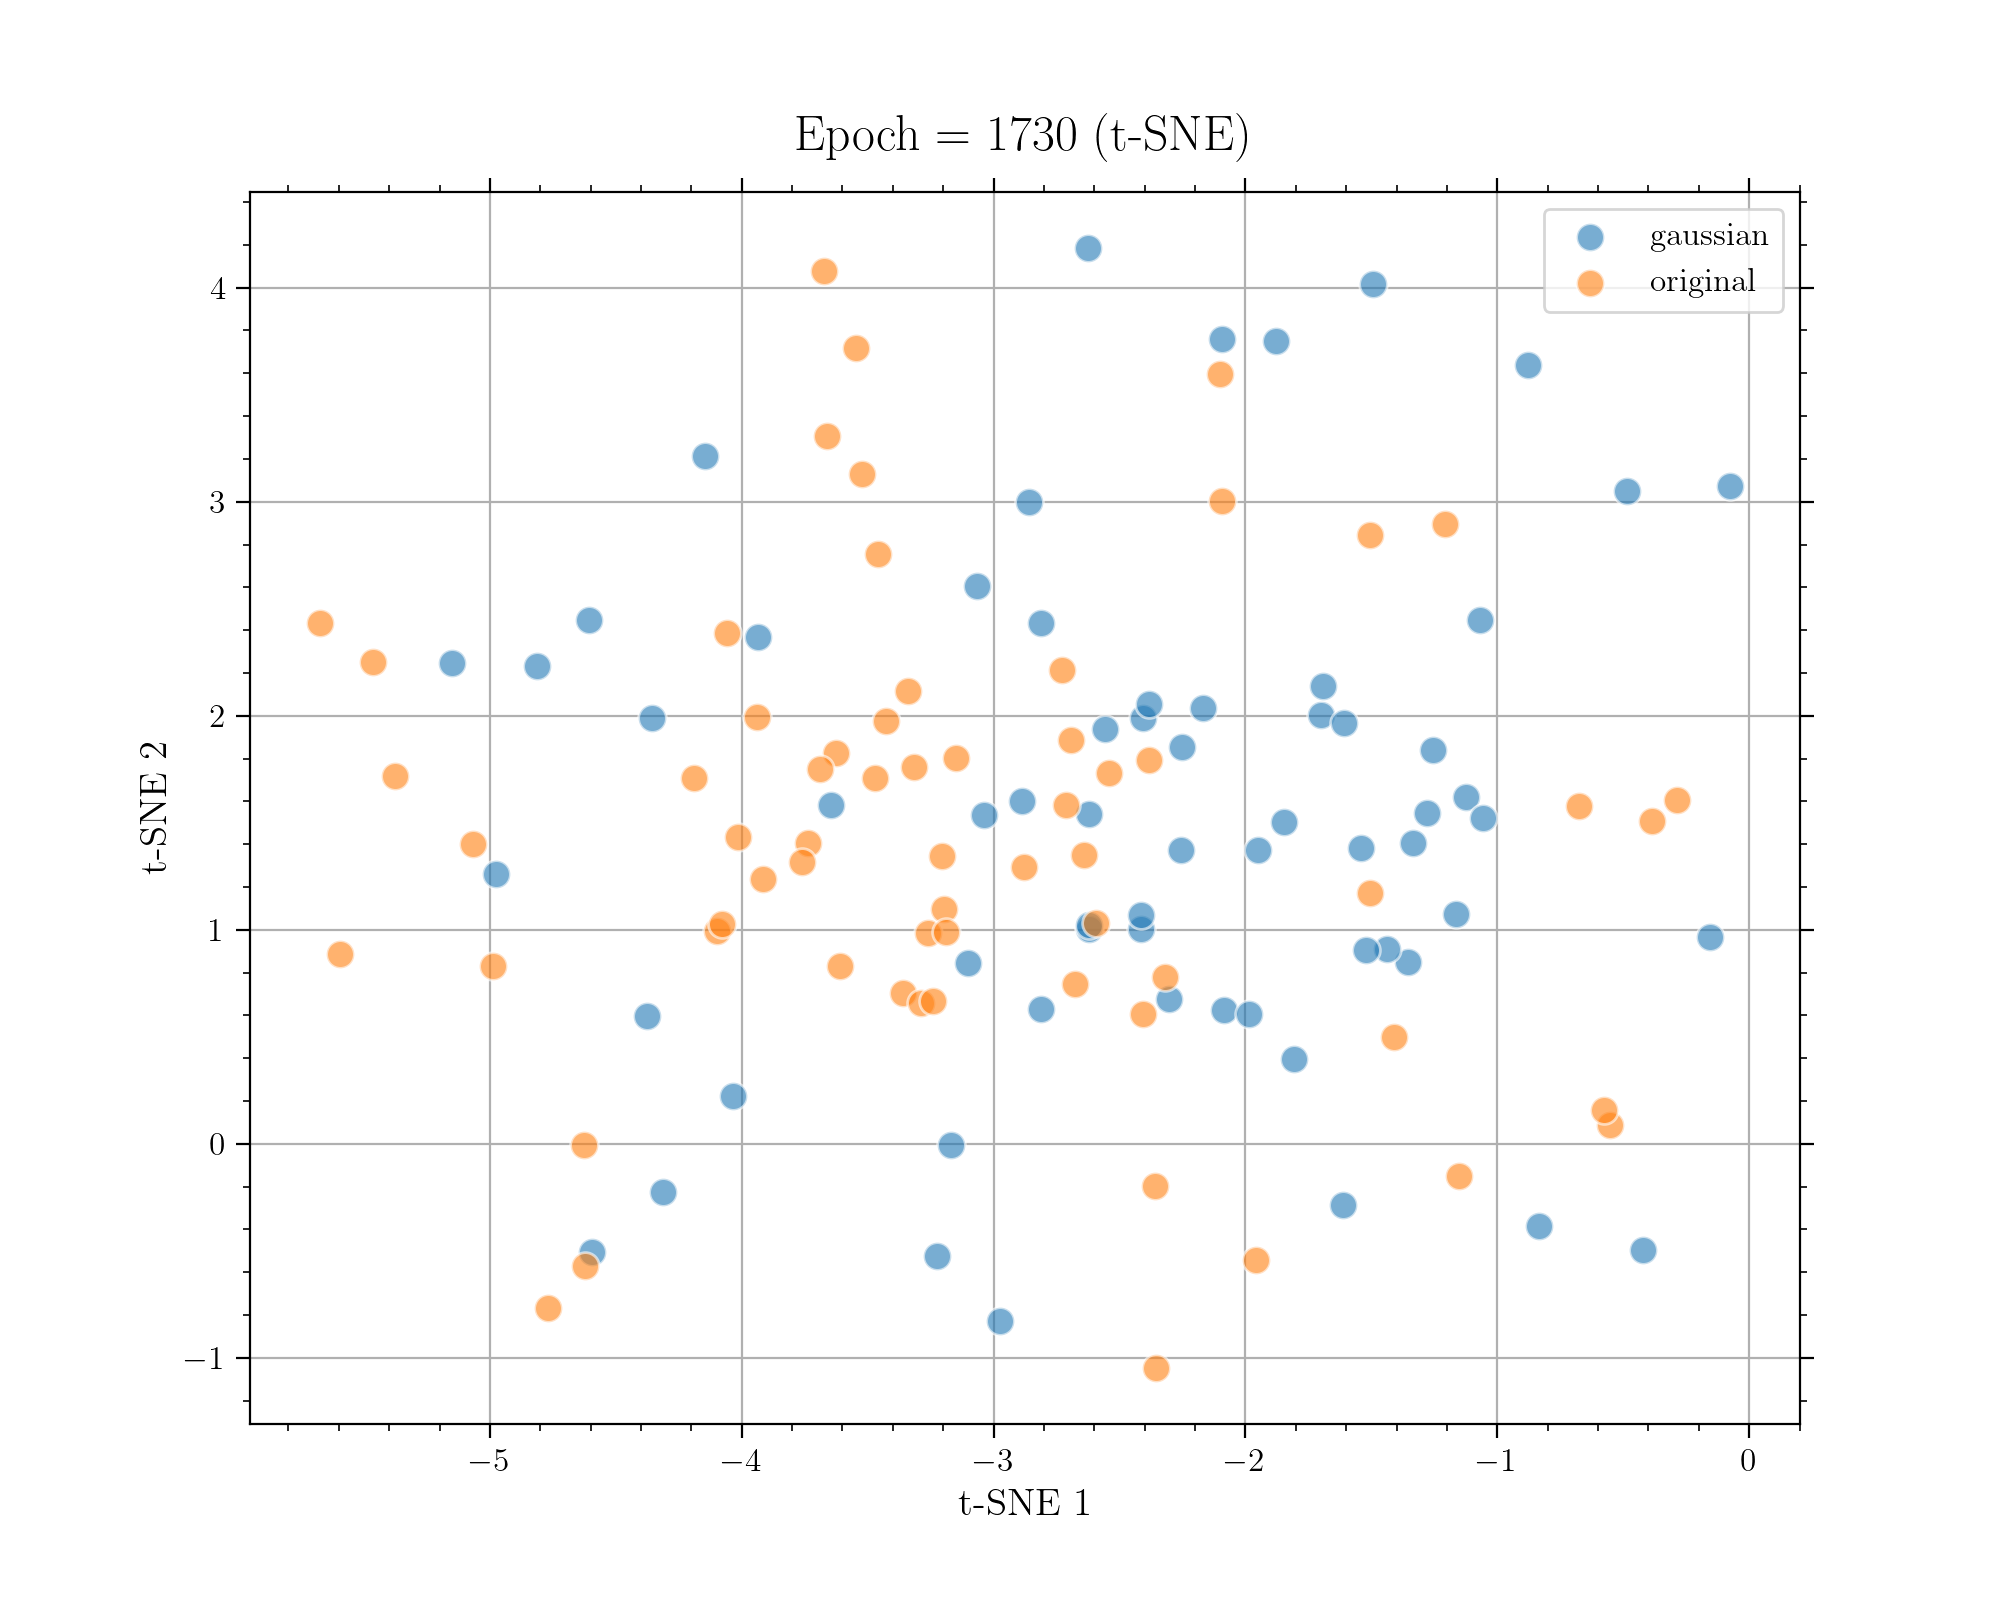 Epoch = 1730 (t-SNE)
gaussian
original
4
3
2
1
0
−1
t-SNE 2
−5
−4
−3
−2
−1
0
t-SNE 1